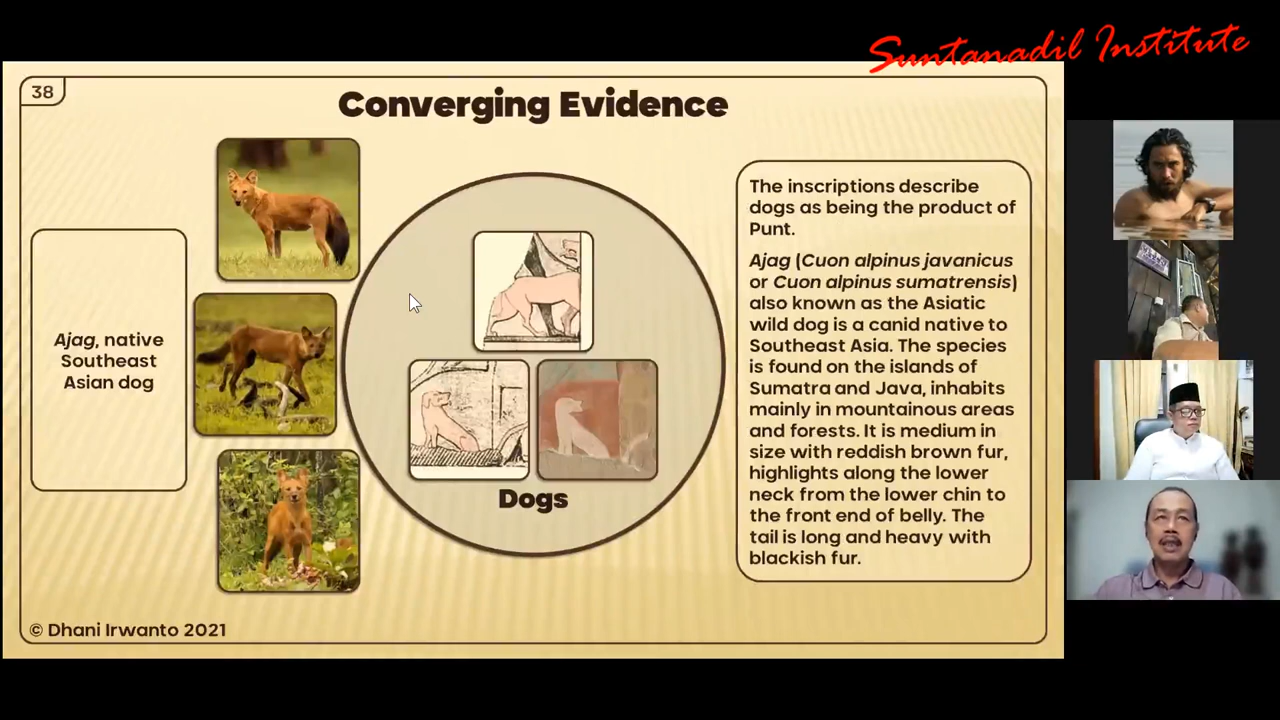 Suntanadil Institute
38
Converging Evidence
Ajag, native
Southeast
Asian dog
Dogs
The inscriptions describe
dogs as being the product of
Punt.
Ajag (Cuon alpinus javanicus
or Cuon alpinus sumatrensis)
also known as the Asiatic
wild dog is a canid native to
Southeast Asia. The species
is found on the islands of
Sumatra and Java, inhabits
mainly in mountainous areas
and forests. It is medium in
size with reddish brown fur,
highlights along the lower
neck from the lower chin to
the front end of belly. The
tail is long and heavy with
blackish fur.
© Dhani Irwanto 2021